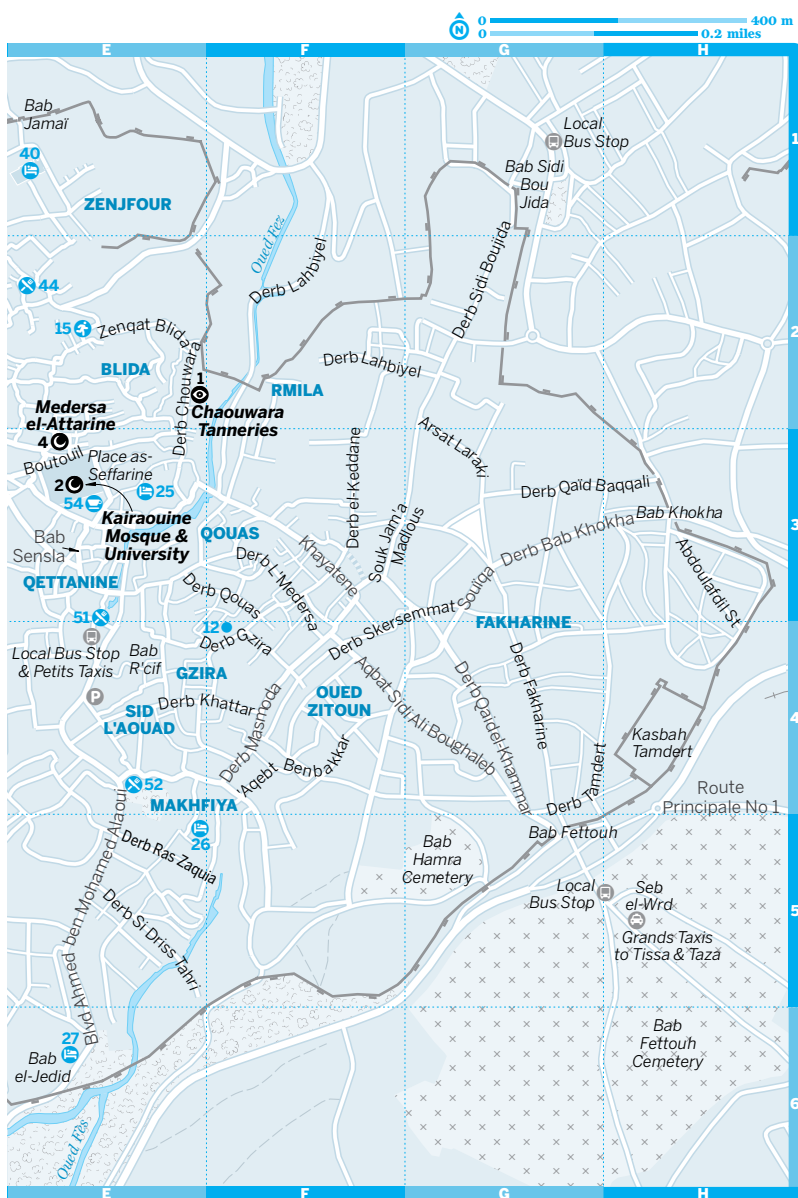 N
0
400 m
0
0.2 miles
E
F
G
H
1
2
3
4
5
6
Bab
Jamaï
40
ZENJFOUR
Oued Fez
Local
Bus Stop
Bab Sidi
Bou
Jida
44
15
Zenqat Blida
BLIDA
Derb Chouwara
Derb Lahbiyel
Derb Sidi Boujida
Derb Lahbiyel
RMILA
1
Chaouwara
Tanneries
Medersa
el-Attarine
4
Boutouil
Place as-
Seffarine
2
25
54
Kairaouine
Mosque &
University
Arsat Laraki
Derb el-Keddane
Souk Jam'a
Madlous
Derb Qaïd Baqqali
Bab Khokha
Derb Bab Khokha
Souïqa
Abdoulafdil St
Bab
Sensla
QOUAS
Khayatene
Derb L'Medersa
QETTANINE
Derb Qouas
51
12
Derb Gzira
Derb Skersemmat
FAKHARINE
Local Bus Stop
& Petits Taxis
Bab
R'cif
P
GZIRA
OUED
ZITOUN
Aqbat Sidi Ali Boughaleb
Derb Qaidel-Khammar
Derb Fakharine
SID
L'AOUAD
Derb Khattar
Derb Masmoda
'Aqebt Benbakkar
Kasbah
Tamdert
Derb Tamdert
52
MAKHFIYA
26
Route
Principale No 1
Bab Fettouh
Blvd Ahmed ben Mohamed Alaoui
Derb Ras Zaquia
Bab
Hamra
Cemetery
Local
Bus Stop
Seb
el-Wrd
Grands Taxis
to Tissa & Taza
Derb Si Driss Tahri
27
Bab
el-Jedid
Bab
Fettouh
Cemetery
Oued Fès
E
F
G
H